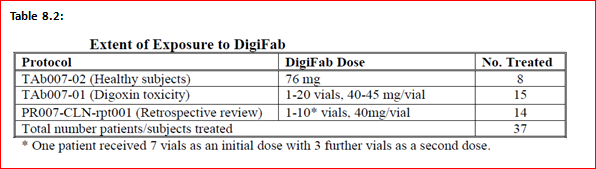 Table 8.2:
Extent of Exposure to DigiFab
Protocol DigiFab Dose No. Treated
TAb007-02 (Healthy subjects) 76 mg 8
TAb007-01 (Digoxin toxicity) 1-20 vials, 40-45 mg/vial 15
PR007-CLN-rpt001 (Retrospective review) 1-10* vials, 40mg/vial 14
Total number patients/subjects treated 37
* One patient received 7 vials as an initial dose with 3 further vials as a second dose.